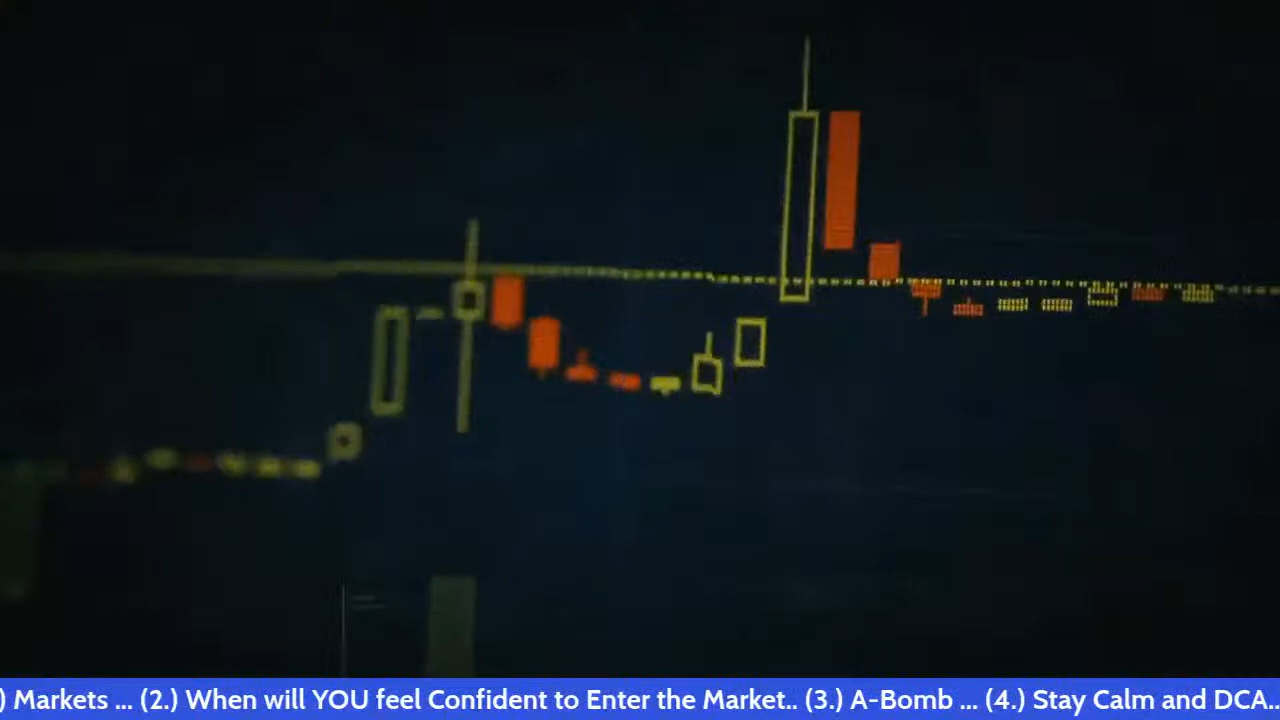 ) Markets ... (2.) When will YOU feel Confident to Enter the Market.. (3.) A-Bomb ... (4.) Stay Calm and DCA..